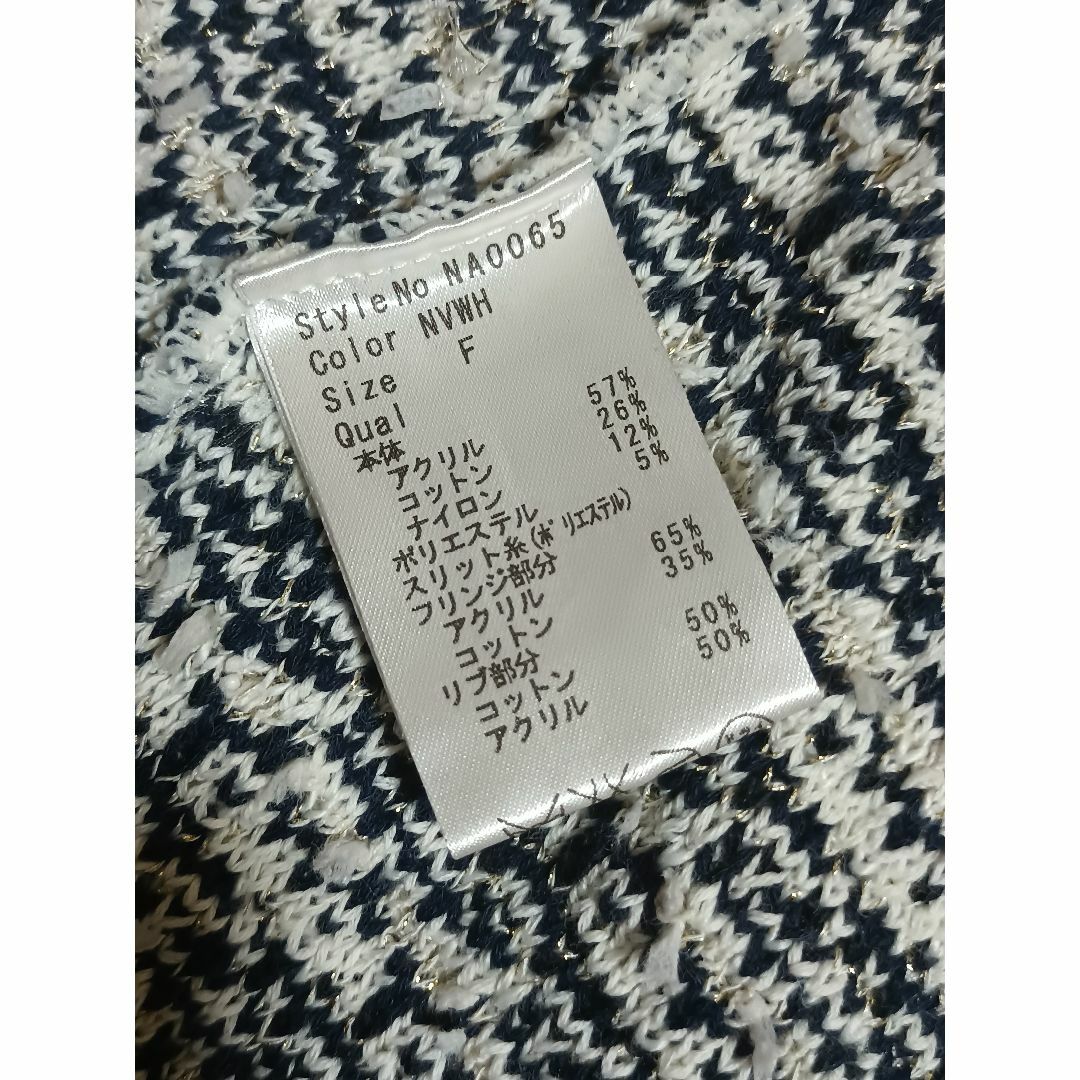 StyleNo NA0065
Color NVWH
Size F
Qual
本体
アクリル 57%
コットン 26%
ナイロン 12%
ポリエステル 5%
スリット糸(ポリエステル)
フリンジ部分
アクリル 65%
コットン 35%
リブ部分
コットン 50%
アクリル 50%